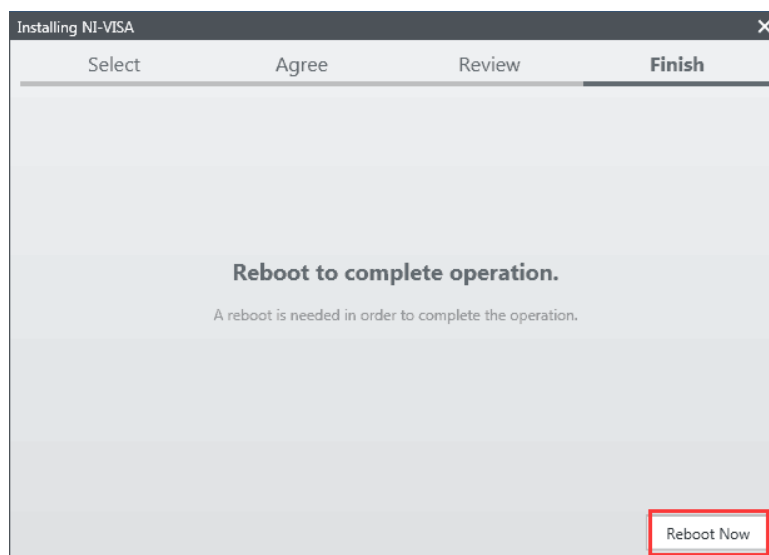 Installing NI-VISA
Select Agree Review Finish
Reboot to complete operation.
A reboot is needed in order to complete the operation.
Reboot Now